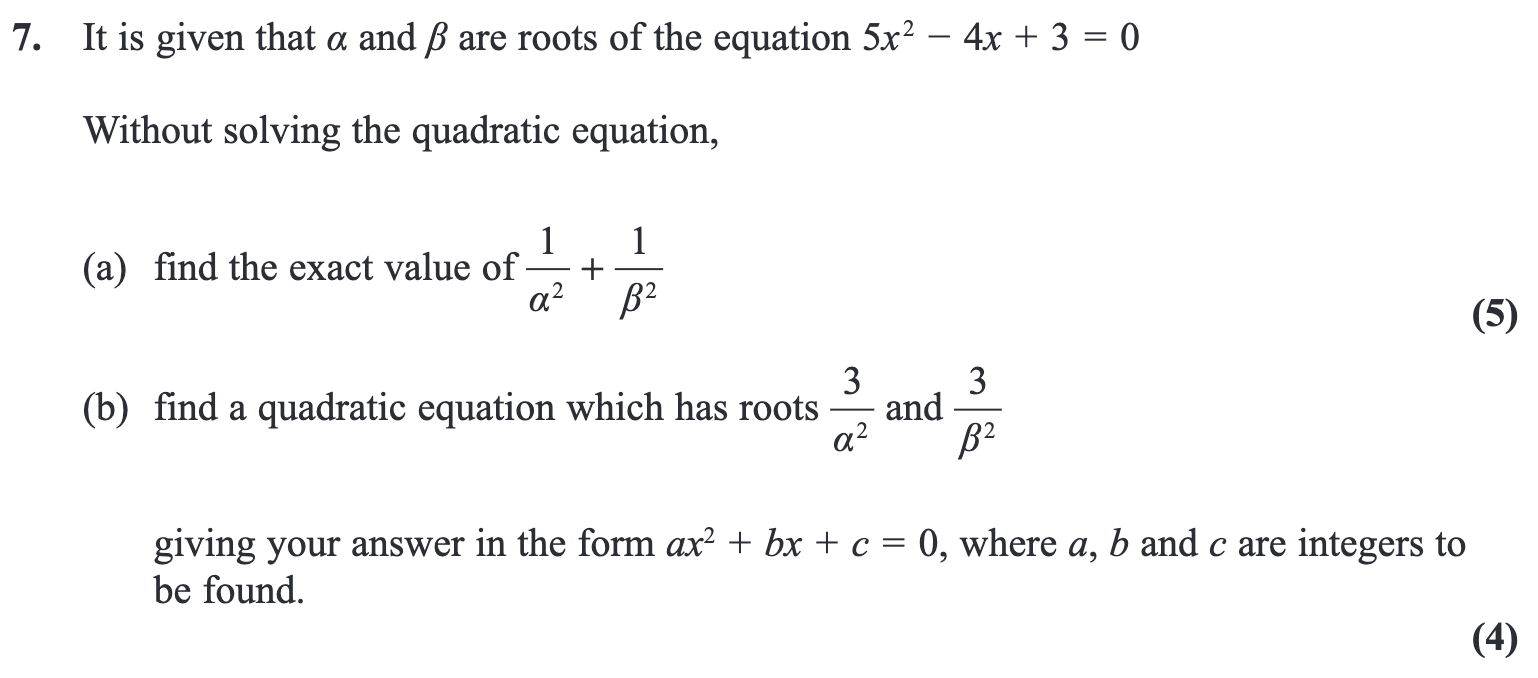 7. It is given that α and β are roots of the equation 5x² − 4x + 3 = 0
Without solving the quadratic equation,
(a) find the exact value of 1/α² + 1/β²
(5)
(b) find a quadratic equation which has roots 3/α² and 3/β²
giving your answer in the form ax² + bx + c = 0, where a, b and c are integers to
be found.
(4)